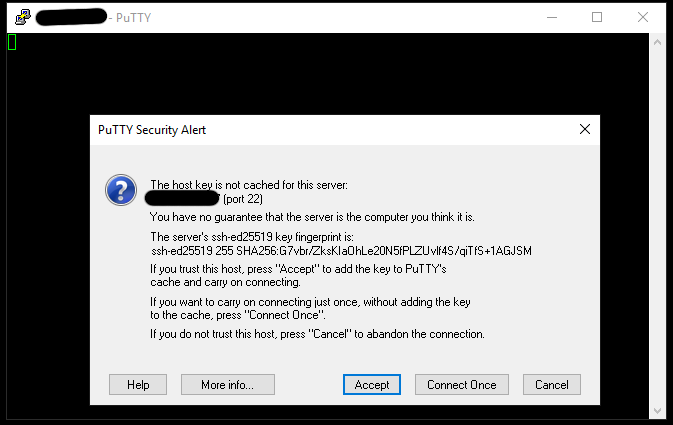 - PuTTY
PuTTY Security Alert
The host key is not cached for this server:
(port 22)
You have no guarantee that the server is the computer you think it is.
The server's ssh-ed25519 key fingerprint is:
ssh-ed25519 255 SHA256:G7vbr/ZksKIaOhLe20N5fPLZUvIf4S/qiTfS+1AGJSM
If you trust this host, press "Accept" to add the key to PuTTY's
cache and carry on connecting.
If you want to carry on connecting just once, without adding the key
to the cache, press "Connect Once".
If you do not trust this host, press "Cancel" to abandon the connection.
Help More info... Accept Connect Once Cancel